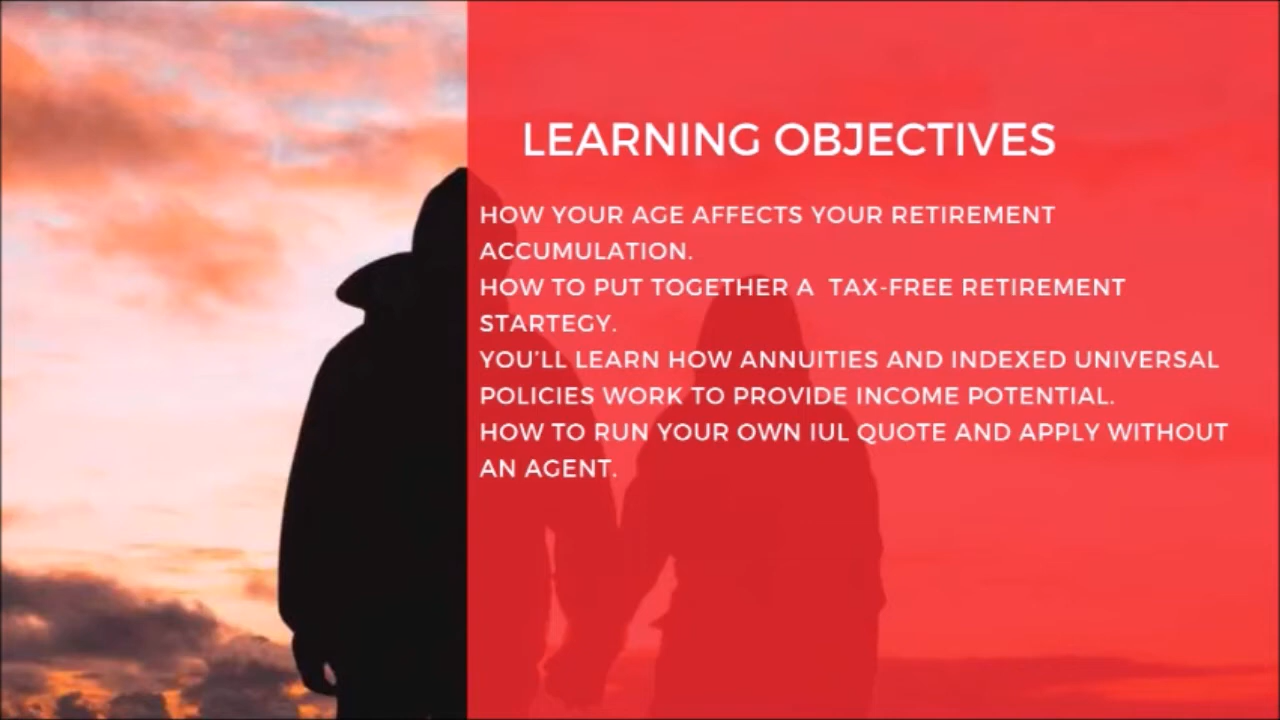 LEARNING OBJECTIVES
HOW YOUR AGE AFFECTS YOUR RETIREMENT
ACCUMULATION.
HOW TO PUT TOGETHER A  TAX-FREE RETIREMENT
STARTEGY.
YOU'LL LEARN HOW ANNUITIES AND INDEXED UNIVERSAL
POLICIES WORK TO PROVIDE INCOME POTENTIAL.
HOW TO RUN YOUR OWN IUL QUOTE AND APPLY WITHOUT
AN AGENT.